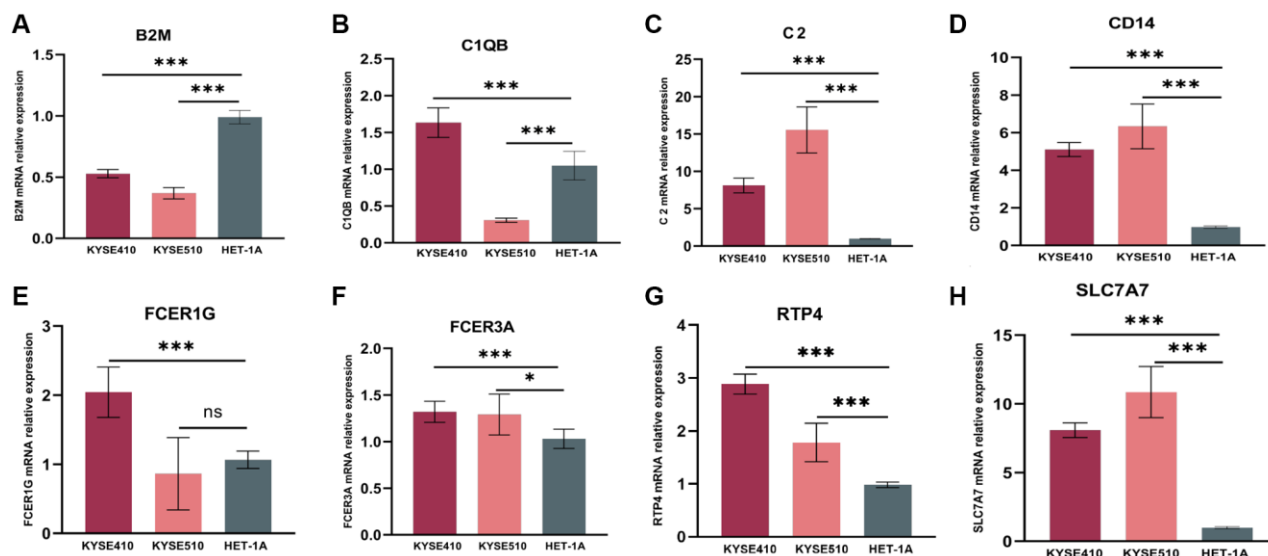 A
B2M
B2M mRNA relative expression
1.5
1.0
0.5
0.0
***
***
KYSE410 KYSE510 HET-1A
B
C1QB
C1QB mRNA relative expression
2.5
2.0
1.5
1.0
0.5
0.0
***
***
KYSE410 KYSE510 HET-1A
C
C 2
C 2 mRNA relative expression
25
20
15
10
5
0
***
***
KYSE410 KYSE510 HET-1A
D
CD14
CD14 mRNA relative expression
10
8
6
4
2
0
***
***
KYSE410 KYSE510 HET-1A
E
FCER1G
FCER1G mRNA relative expression
3
2
1
0
***
ns
KYSE410 KYSE510 HET-1A
F
FCER3A
FCER3A mRNA relative expression
2.0
1.5
1.0
0.5
0.0
***
*
KYSE410 KYSE510 HET-1A
G
RTP4
RTP4 mRNA relative expression
4
3
2
1
0
***
***
KYSE410 KYSE510 HET-1A
H
SLC7A7
SLC7A7 mRNA relative expression
15
10
5
0
***
***
KYSE410 KYSE510 HET-1A